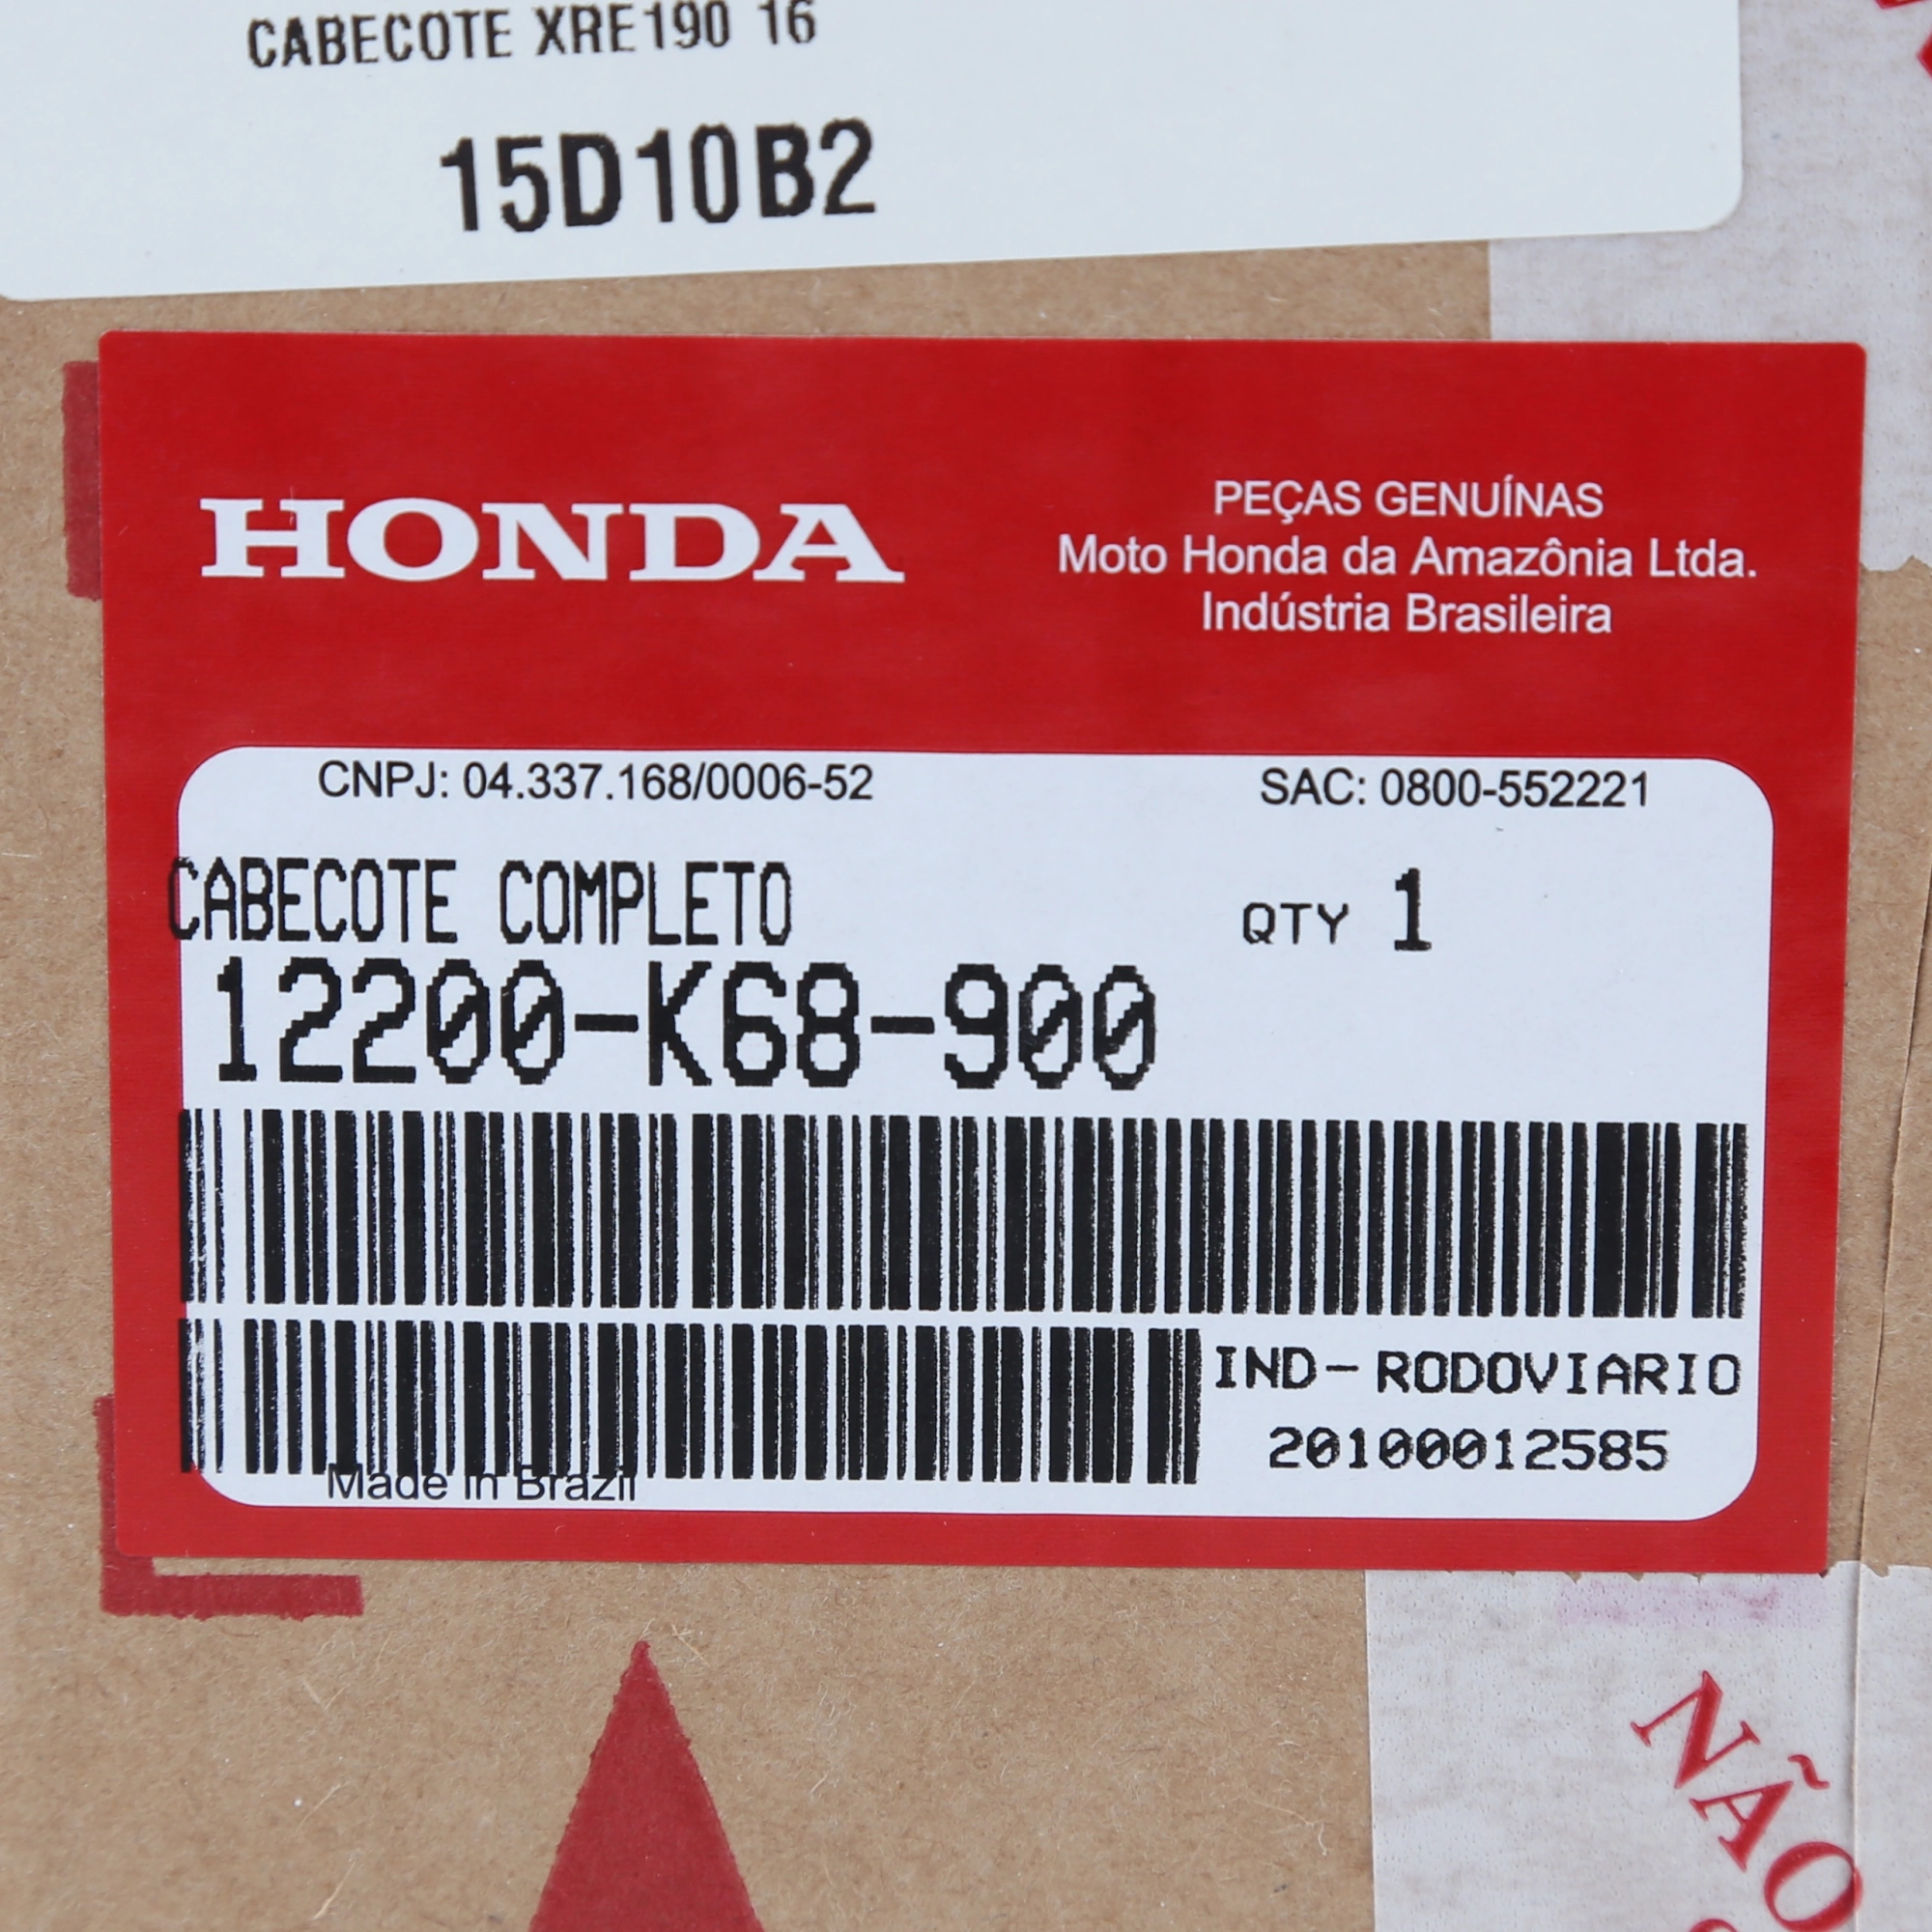 CABECOTE XRE190 16
15D10B2
HONDA
PEÇAS GENUÍNAS
Moto Honda da Amazônia Ltda.
Indústria Brasileira
CNPJ: 04.337.168/0006-52
SAC: 0800-552221
CABECOTE COMPLETO
QTY 1
12200-K68-900
IND-RODOVIARIO
20100012585
Made in Brazil
NÃO